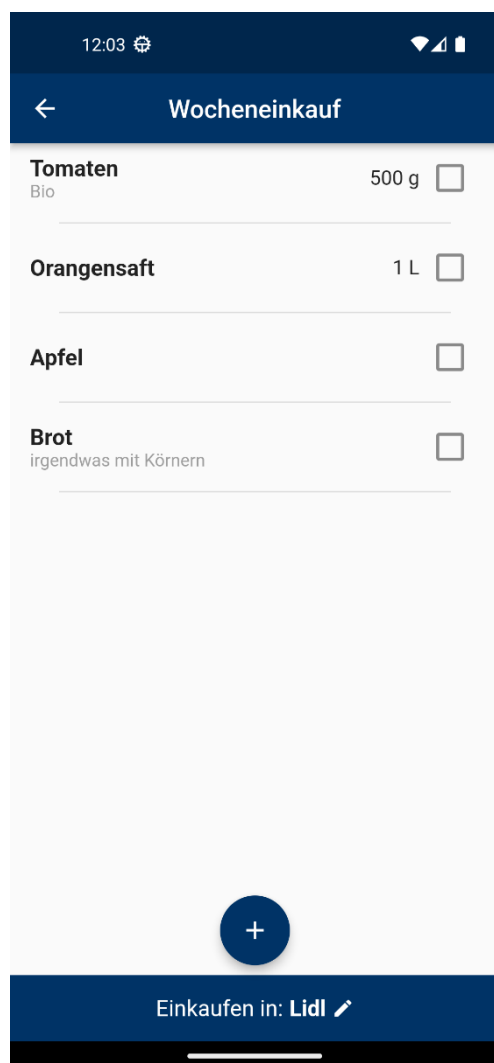 12:03
Wocheneinkauf
Tomaten
Bio
500 g
Orangensaft
1 L
Apfel
Brot
irgendwas mit Körnern
+
Einkaufen in: Lidl